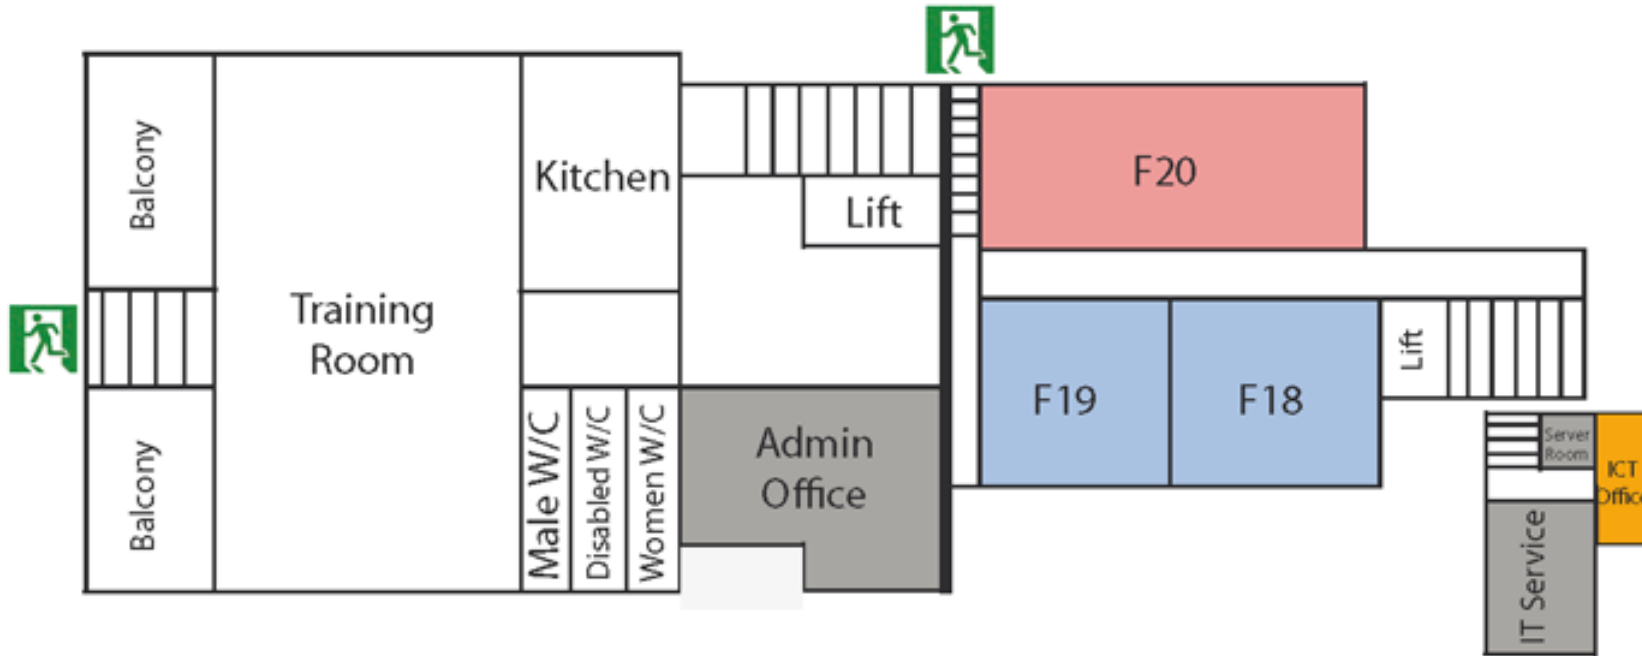 Balcony
Balcony
Training
Room
Kitchen
Male W/C
Disabled W/C
Women W/C
Lift
Admin
Office
F20
F19
F18
Lift
Server
Room
ICT
Office
IT Service